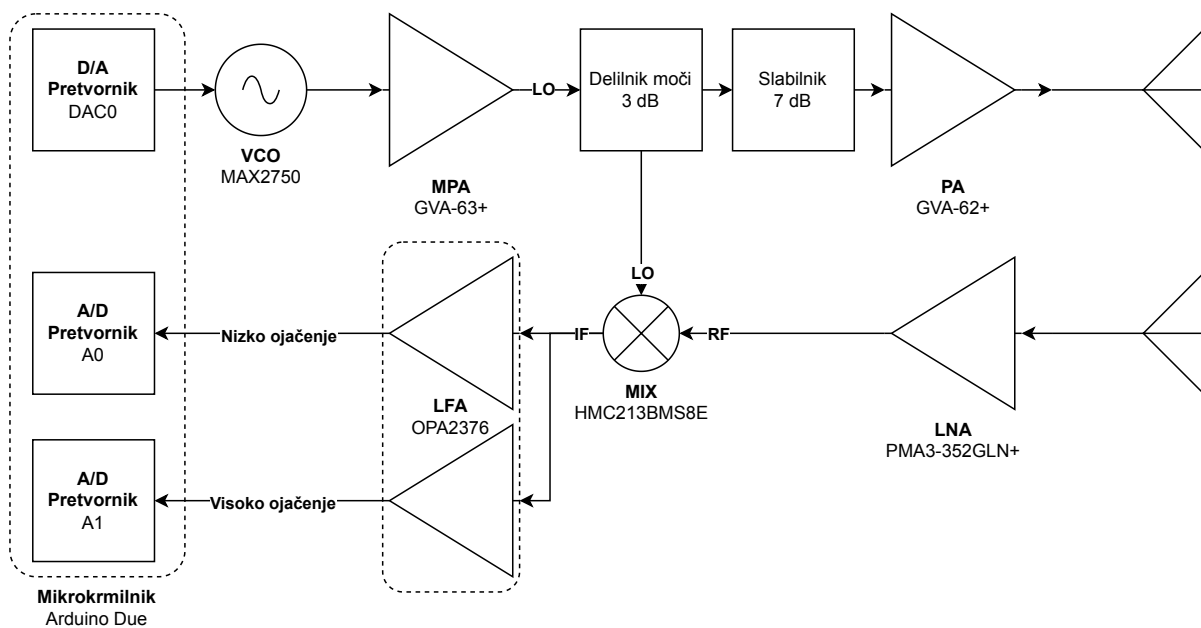 D/A
Pretvornik
DAC0
VCO
MAX2750
MPA
GVA-63+
LO
Delilnik moči
3 dB
Slabilnik
7 dB
PA
GVA-62+
A/D
Pretvornik
A0
Nizko ojačenje
LFA
OPA2376
IF
LO
MIX
HMC213BMS8E
RF
LNA
PMA3-352GLN+
A/D
Pretvornik
A1
Visoko ojačenje
Mikrokrmilnik
Arduino Due